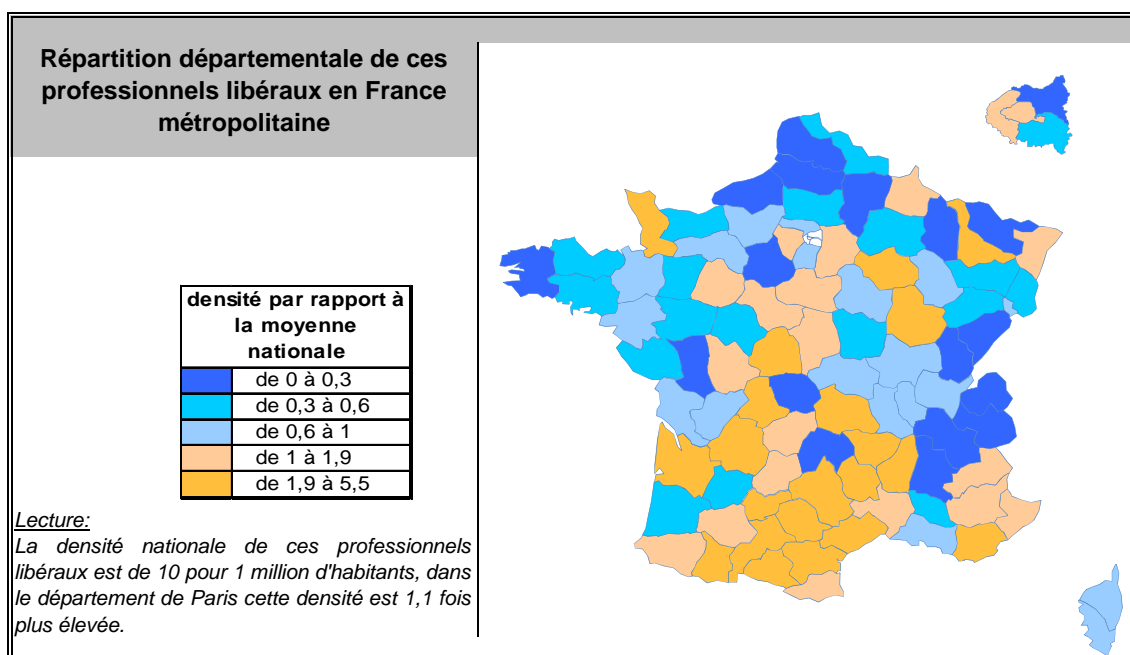 Répartition départementale de ces
professionnels libéraux en France
métropolitaine
densité par rapport à
la moyenne
nationale
de 0 à 0,3
de 0,3 à 0,6
de 0,6 à 1
de 1 à 1,9
de 1,9 à 5,5
Lecture:
La densité nationale de ces professionnels
libéraux est de 10 pour 1 million d'habitants, dans
le département de Paris cette densité est 1,1 fois
plus élevée.